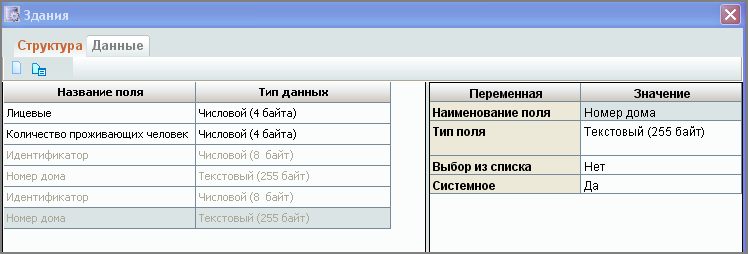 Здания
Структура Данные
Название поля Тип данных
Лицевые Числовой (4 байта)
Количество проживающих человек Числовой (4 байта)
Идентификатор Числовой (8 байт)
Номер дома Текстовый (255 байт)
Идентификатор Числовой (8 байт)
Номер дома Текстовый (255 байт)
Переменная Значение
Наименование поля Номер дома
Тип поля Текстовый (255 байт)
Выбор из списка Нет
Системное Да